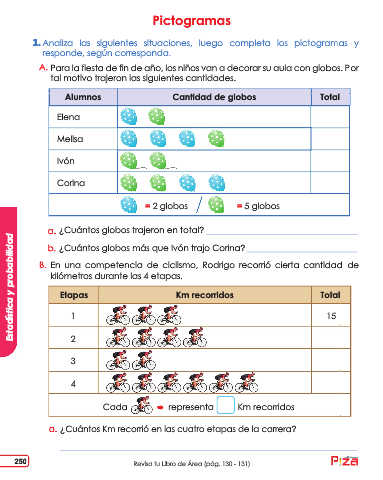 Pictogramas
1. Analiza las siguientes situaciones, luego completa los pictogramas y
responde, según corresponda.
A. Para la fiesta de fin de año, los niños van a decorar su aula con globos. Por
tal motivo trajeron las siguientes cantidades.
Alumnos Cantidad de globos Total
Elena
Melisa
Ivón
Corina
= 2 globos / = 5 globos
a. ¿Cuántos globos trajeron en total?
b. ¿Cuántos globos más que Ivón trajo Corina?
B. En una competencia de ciclismo, Rodrigo recorrió cierta cantidad de
kilómetros durante las 4 etapas.
Etapas Km recorridos Total
1 15
2
3
4
Cada representa Km recorridos
a. ¿Cuántos Km recorrió en las cuatro etapas de la carrera?
Estadística y probabilidad
250
Revisa tu Libro de Área (pág. 130 - 131)
Piza